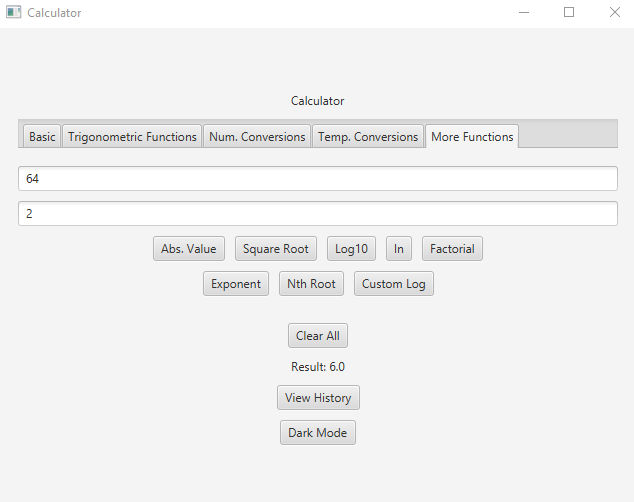 Calculator
Calculator
Basic Trigonometric Functions Num. Conversions Temp. Conversions More Functions
64
2
Abs. Value Square Root Log10 In Factorial
Exponent Nth Root Custom Log
Clear All
Result: 6.0
View History
Dark Mode